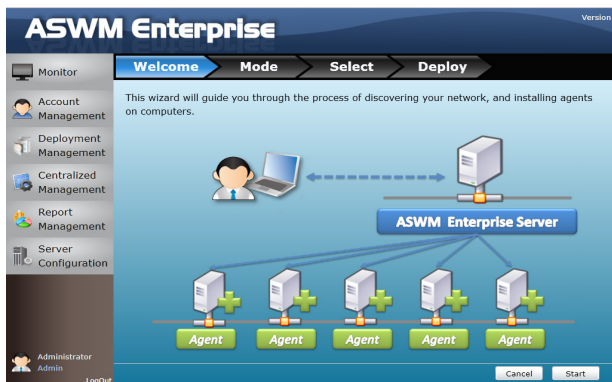 ASWM Enterprise
Version
Monitor
Account
Management
Deployment
Management
Centralized
Management
Report
Management
Server
Configuration
Administrator
Admin
LogOut
Welcome Mode Select Deploy
This wizard will guide you through the process of discovering your network, and installing agents
on computers.
ASWM Enterprise Server
Agent Agent Agent Agent Agent
Cancel Start